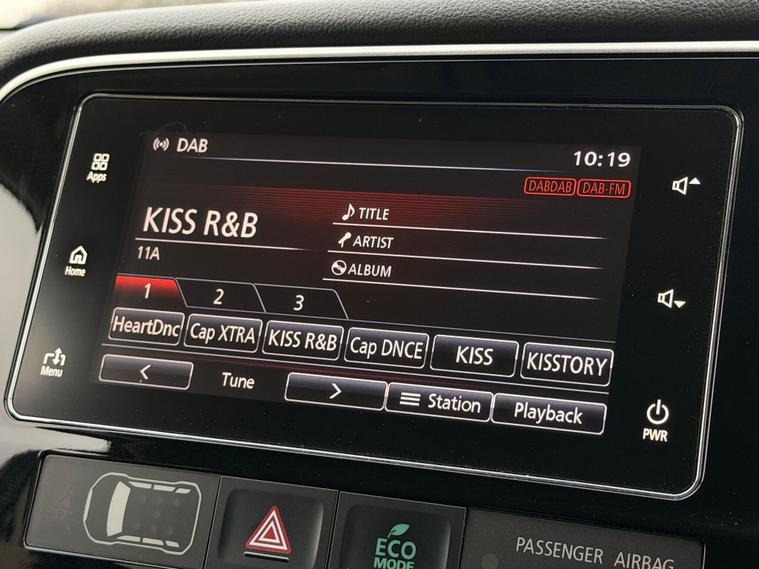 DAB
10:19
DABDAB DAB-FM
Apps
KISS R&B
11A
TITLE
ARTIST
ALBUM
Home
1 2 3
HeartDnc Cap XTRA KISS R&B Cap DNCE KISS KISSTORY
Menu
< Tune > Station Playback
PWR
ECO
MODE
PASSENGER AIRBAG